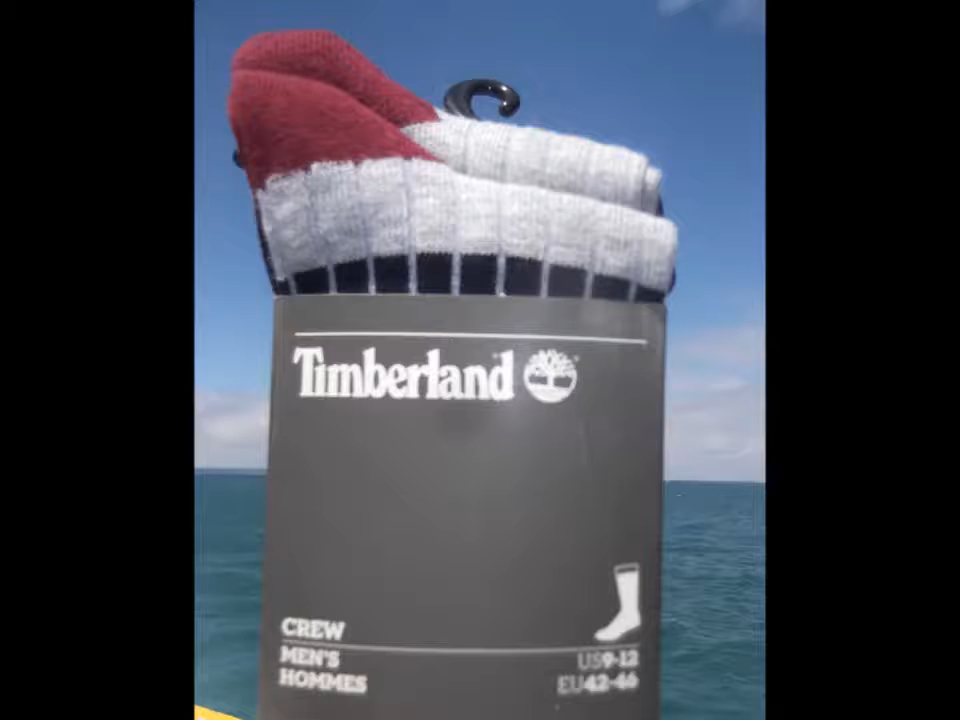 Timberland
CREW
MEN'S
HOMMES
US9-12
EU42-46